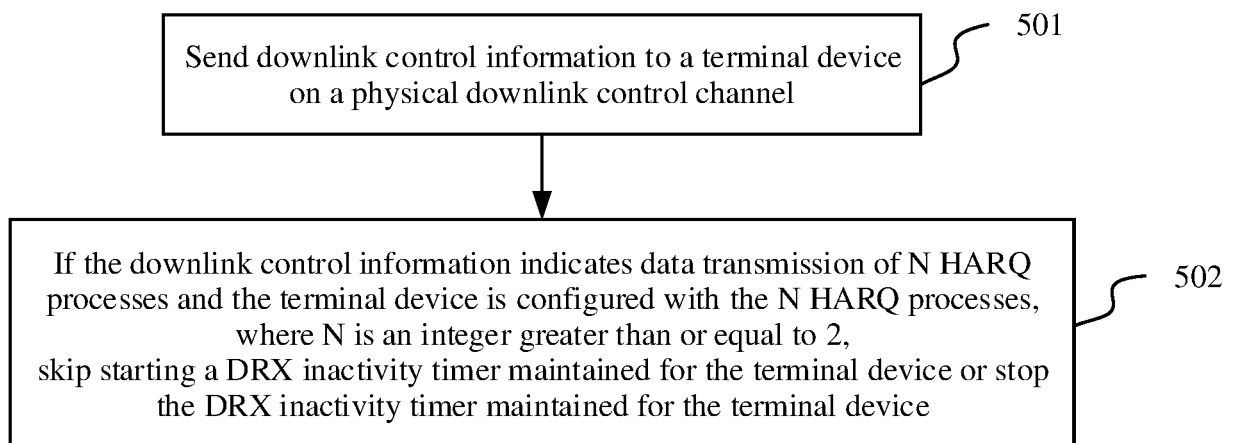 Send downlink control information to a terminal device
on a physical downlink control channel
501
If the downlink control information indicates data transmission of N HARQ
processes and the terminal device is configured with the N HARQ processes,
where N is an integer greater than or equal to 2,
skip starting a DRX inactivity timer maintained for the terminal device or stop
the DRX inactivity timer maintained for the terminal device
502